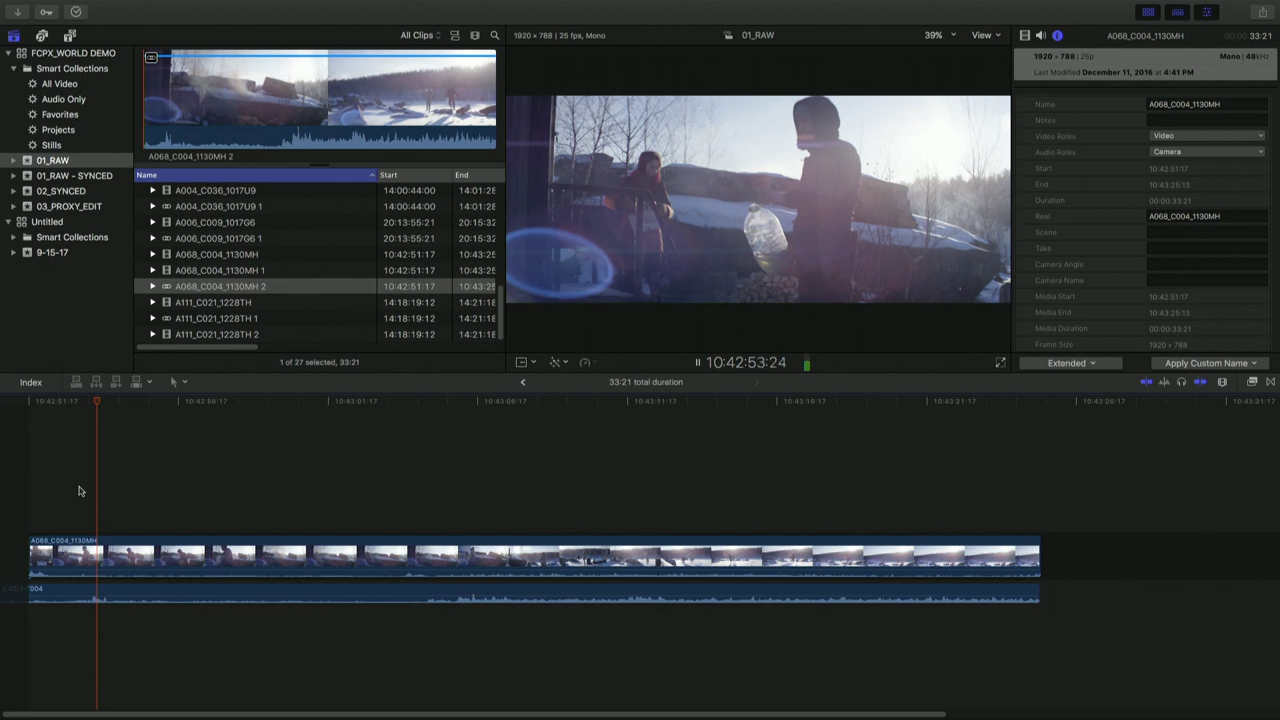 All Clips
1920 × 788 | 25 fps, Mono
01_RAW
39%
View
A068_C004_1130MH
00:00:33:21
FCPX_WORLD DEMO
Smart Collections
All Video
Audio Only
Favorites
Projects
Stills
01_RAW
01_RAW - SYNCED
02_SYNCED
03_PROXY_EDIT
Untitled
Smart Collections
9-15-17
A068_C004_1130MH 2
Name
Start
End
A004_C036_1017U9 14:00:44:00 14:01:28
A004_C036_1017U9 1 14:00:44:00 14:01:28
A006_C009_1017G6 20:13:55:21 20:15:32
A006_C009_1017G6 1 20:13:55:21 20:15:32
A068_C004_1130MH 10:42:51:17 10:43:25
A068_C004_1130MH 1 10:42:51:17 10:43:25
A068_C004_1130MH 2 10:42:51:17 10:43:25
A111_C021_1228TH 14:18:19:12 14:21:18
A111_C021_1228TH 1 14:18:19:12 14:21:18
A111_C021_1228TH 2 14:18:19:12 14:21:18
1 of 27 selected, 33:21
10:42:53:24
1920 × 788 | 25p
Mono | 48kHz
Last Modified December 11, 2016 at 4:41 PM
Name A068_C004_1130MH
Notes
Video Roles Video
Audio Roles Camera
Start 10:42:51:17
End 10:43:25:13
Duration 00:00:33:21
Reel A068_C004_1130MH
Scene
Take
Camera Angle
Camera Name
Media Start 10:42:51:17
Media End 10:43:25:13
Media Duration 00:00:33:21
Frame Size 1920 × 788
Extended
Apply Custom Name
Index
33:21 total duration
10:42:51:17 10:42:56:17 10:43:01:17 10:43:06:17 10:43:11:17 10:43:16:17 10:43:21:17 10:43:26:17 10:43:31:17
A068_C004_1130MH